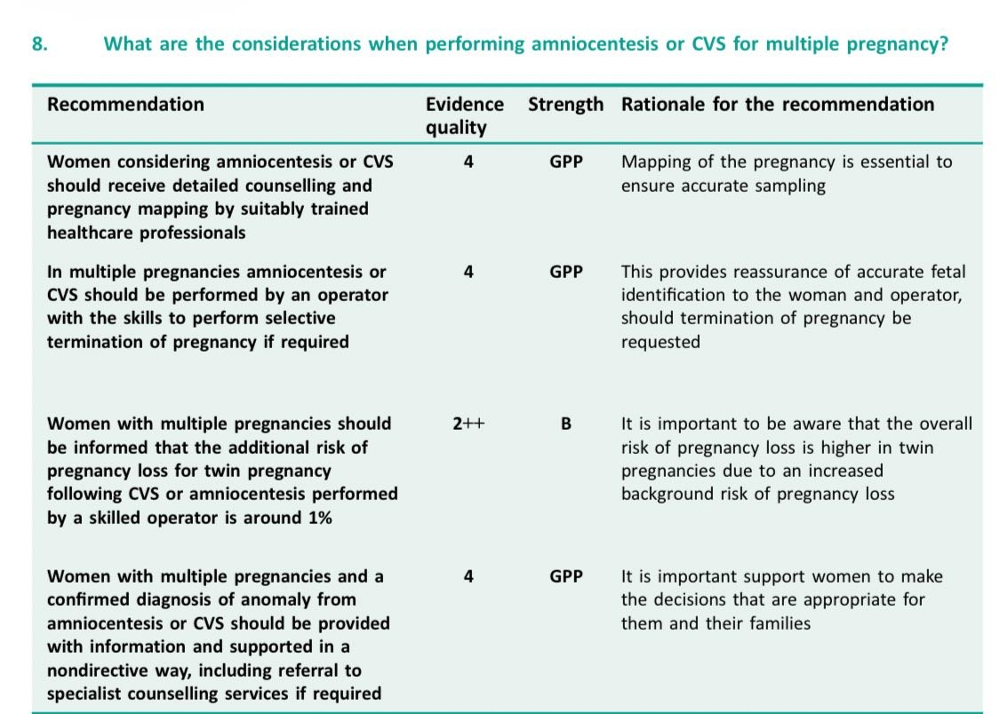 8. What are the considerations when performing amniocentesis or CVS for multiple pregnancy?
Recommendation Evidence quality Strength Rationale for the recommendation
Women considering amniocentesis or CVS
should receive detailed counselling and
pregnancy mapping by suitably trained
healthcare professionals
4
GPP
Mapping of the pregnancy is essential to
ensure accurate sampling
In multiple pregnancies amniocentesis or
CVS should be performed by an operator
with the skills to perform selective
termination of pregnancy if required
4
GPP
This provides reassurance of accurate fetal
identification to the woman and operator,
should termination of pregnancy be
requested
Women with multiple pregnancies should
be informed that the additional risk of
pregnancy loss for twin pregnancy
following CVS or amniocentesis performed
by a skilled operator is around 1%
2++
B
It is important to be aware that the overall
risk of pregnancy loss is higher in twin
pregnancies due to an increased
background risk of pregnancy loss
Women with multiple pregnancies and a
confirmed diagnosis of anomaly from
amniocentesis or CVS should be provided
with information and supported in a
nondirective way, including referral to
specialist counselling services if required
4
GPP
It is important support women to make
the decisions that are appropriate for
them and their families